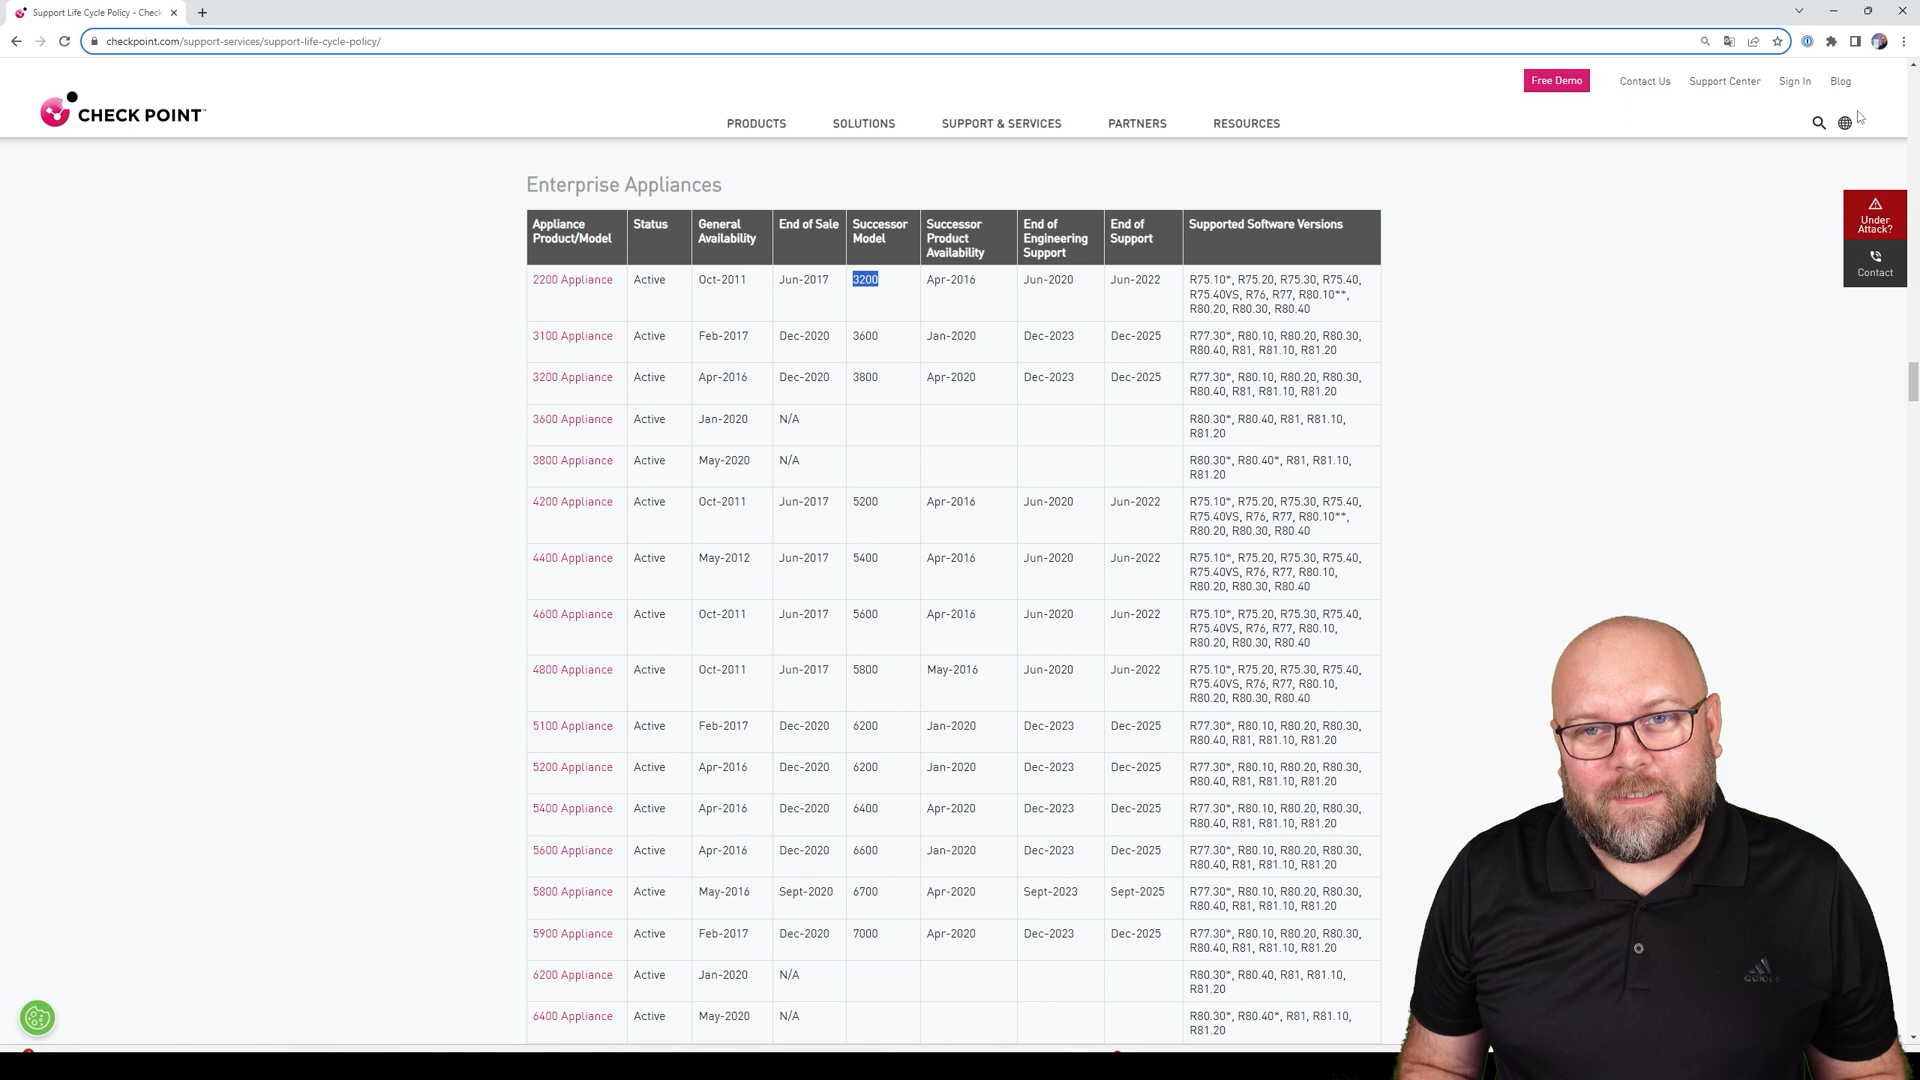 Support Life Cycle Policy - Check
checkpoint.com/support-services/support-life-cycle-policy/
Free Demo
Contact Us
Support Center
Sign In
Blog
CHECK POINT™
PRODUCTS
SOLUTIONS
SUPPORT & SERVICES
PARTNERS
RESOURCES
Under
Attack?
Contact
Enterprise Appliances
Appliance Product/Model Status General Availability End of Sale Successor Model Successor Product Availability End of Engineering Support End of Support Supported Software Versions
2200 Appliance Active Oct-2011 Jun-2017 3200 Apr-2016 Jun-2020 Jun-2022 R75.10*, R75.20, R75.30, R75.40,
R75.40VS, R76, R77, R80.10**,
R80.20, R80.30, R80.40
3100 Appliance Active Feb-2017 Dec-2020 3600 Jan-2020 Dec-2023 Dec-2025 R77.30*, R80.10, R80.20, R80.30,
R80.40, R81, R81.10, R81.20
3200 Appliance Active Apr-2016 Dec-2020 3800 Apr-2020 Dec-2023 Dec-2025 R77.30*, R80.10, R80.20, R80.30,
R80.40, R81, R81.10, R81.20
3600 Appliance Active Jan-2020 N/A R80.30*, R80.40, R81, R81.10,
R81.20
3800 Appliance Active May-2020 N/A R80.30*, R80.40*, R81, R81.10,
R81.20
4200 Appliance Active Oct-2011 Jun-2017 5200 Apr-2016 Jun-2020 Jun-2022 R75.10*, R75.20, R75.30, R75.40,
R75.40VS, R76, R77, R80.10**,
R80.20, R80.30, R80.40
4400 Appliance Active May-2012 Jun-2017 5400 Apr-2016 Jun-2020 Jun-2022 R75.10*, R75.20, R75.30, R75.40,
R75.40VS, R76, R77, R80.10,
R80.20, R80.30, R80.40
4600 Appliance Active Oct-2011 Jun-2017 5600 Apr-2016 Jun-2020 Jun-2022 R75.10*, R75.20, R75.30, R75.40,
R75.40VS, R76, R77, R80.10,
R80.20, R80.30, R80.40
4800 Appliance Active Oct-2011 Jun-2017 5800 May-2016 Jun-2020 Jun-2022 R75.10*, R75.20, R75.30, R75.40,
R75.40VS, R76, R77, R80.10,
R80.20, R80.30, R80.40
5100 Appliance Active Feb-2017 Dec-2020 6200 Jan-2020 Dec-2023 Dec-2025 R77.30*, R80.10, R80.20, R80.30,
R80.40, R81, R81.10, R81.20
5200 Appliance Active Apr-2016 Dec-2020 6200 Jan-2020 Dec-2023 Dec-2025 R77.30*, R80.10, R80.20, R80.30,
R80.40, R81, R81.10, R81.20
5400 Appliance Active Apr-2016 Dec-2020 6400 Apr-2020 Dec-2023 Dec-2025 R77.30*, R80.10, R80.20, R80.30,
R80.40, R81, R81.10, R81.20
5600 Appliance Active Apr-2016 Dec-2020 6600 Jan-2020 Dec-2023 Dec-2025 R77.30*, R80.10, R80.20, R80.30,
R80.40, R81, R81.10, R81.20
5800 Appliance Active May-2016 Sept-2020 6700 Apr-2020 Sept-2023 Sept-2025 R77.30*, R80.10, R80.20, R80.30,
R80.40, R81, R81.10, R81.20
5900 Appliance Active Feb-2017 Dec-2020 7000 Apr-2020 Dec-2023 Dec-2025 R77.30*, R80.10, R80.20, R80.30,
R80.40, R81, R81.10, R81.20
6200 Appliance Active Jan-2020 N/A R80.30*, R80.40, R81, R81.10,
R81.20
6400 Appliance Active May-2020 N/A R80.30*, R80.40*, R81, R81.10,
R81.20
adidas